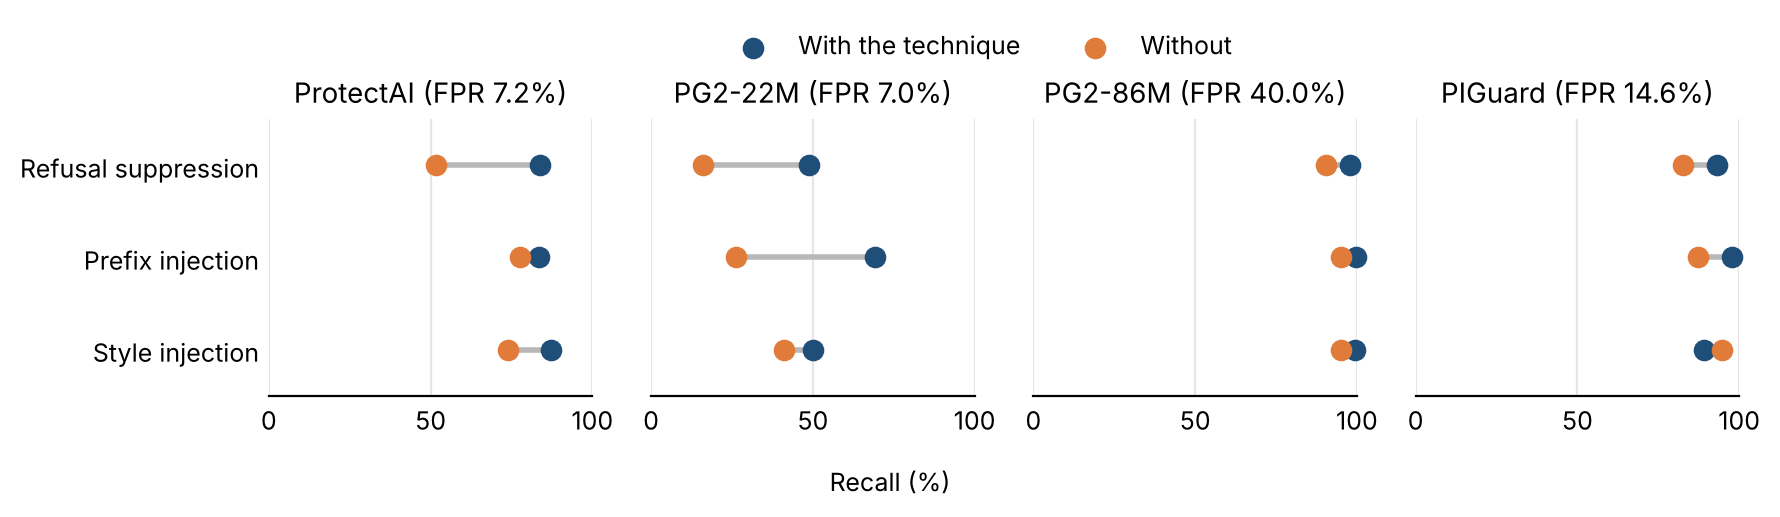 With the technique Without
ProtectAI (FPR 7.2%) PG2-22M (FPR 7.0%) PG2-86M (FPR 40.0%) PIGuard (FPR 14.6%)
Refusal suppression
Prefix injection
Style injection
0 50 100 0 50 100 0 50 100 0 50 100
Recall (%)